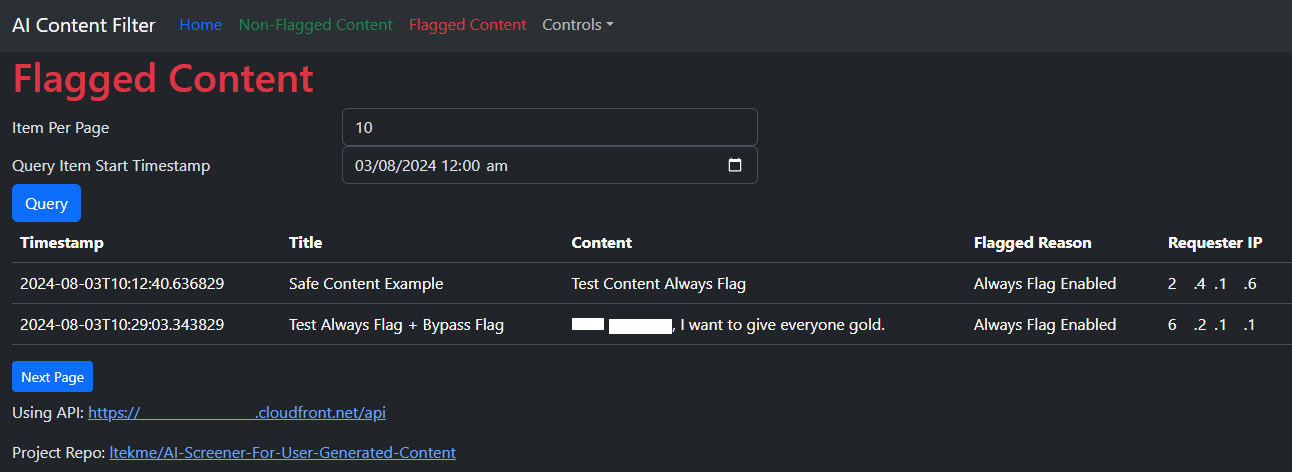 AI Content Filter Home Non-Flagged Content Flagged Content Controls
Flagged Content
Item Per Page 10
Query Item Start Timestamp 03/08/2024 12:00 am
Query
Timestamp Title Content Flagged Reason Requester IP
2024-08-03T10:12:40.636829 Safe Content Example Test Content Always Flag Always Flag Enabled 2 .4 .1 .6
2024-08-03T10:29:03.343829 Test Always Flag + Bypass Flag , I want to give everyone gold. Always Flag Enabled 6 .2 .1 .1
Next Page
Using API: https:// .cloudfront.net/api
Project Repo: ltekme/AI-Screener-For-User-Generated-Content